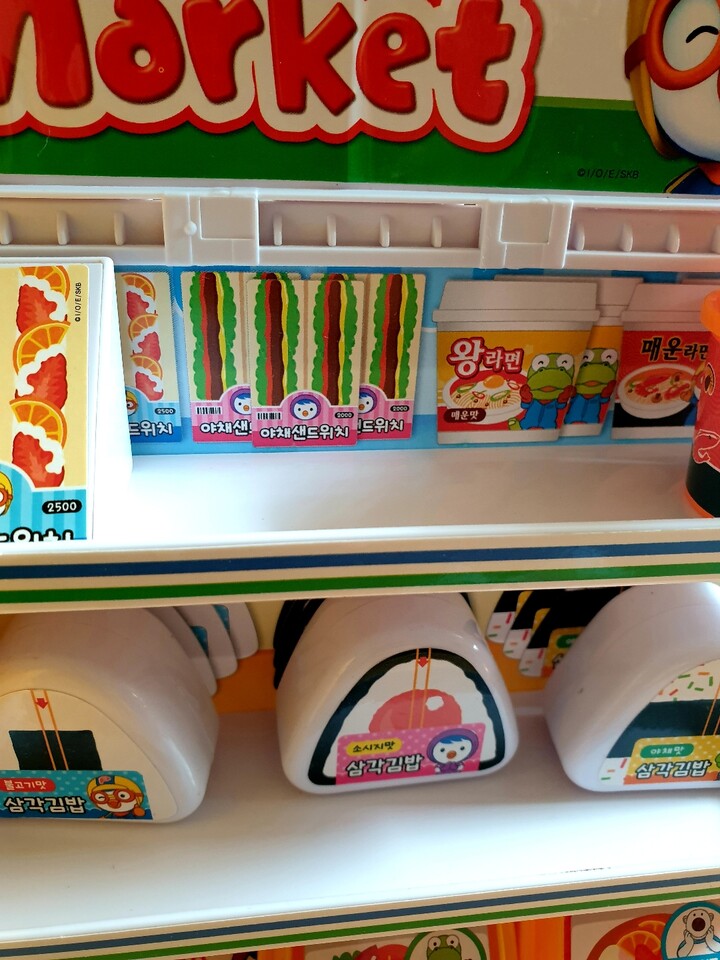 Market
©I/O/E/SKB
©I/O/E/SKB
2500
2500
드위치
야채샌
2000
야채샌드위치
2000
드위치
왕라면
매운맛
매운라면
불고기맛
삼각김밥
소시지맛
삼각김밥
야채맛
삼각김밥